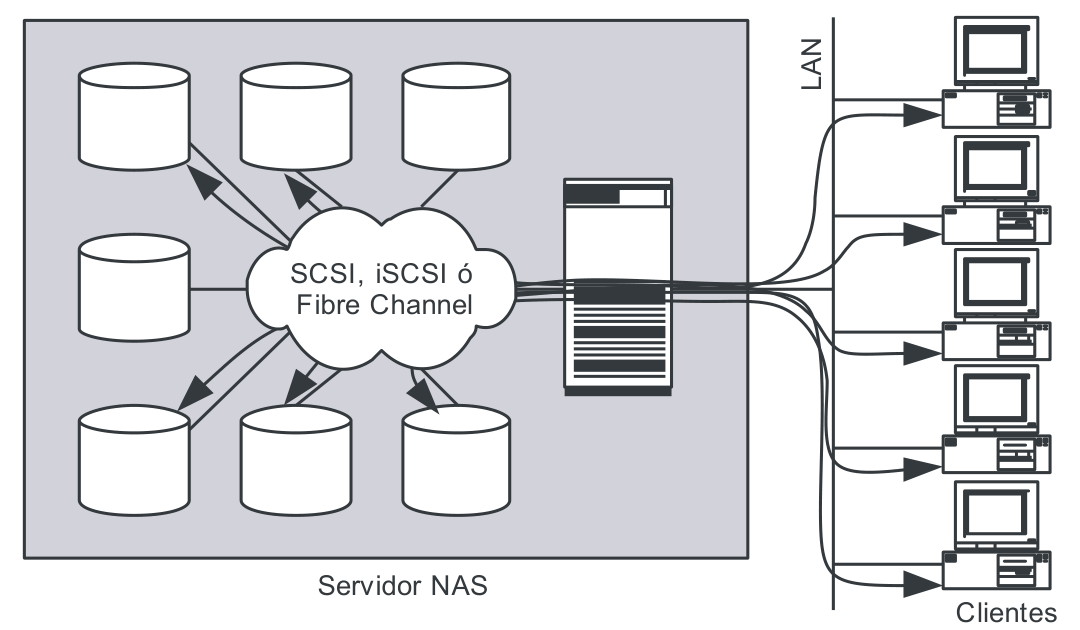 LAN
SCSI, iSCSI ó
Fibre Channel
Servidor NAS
Clientes